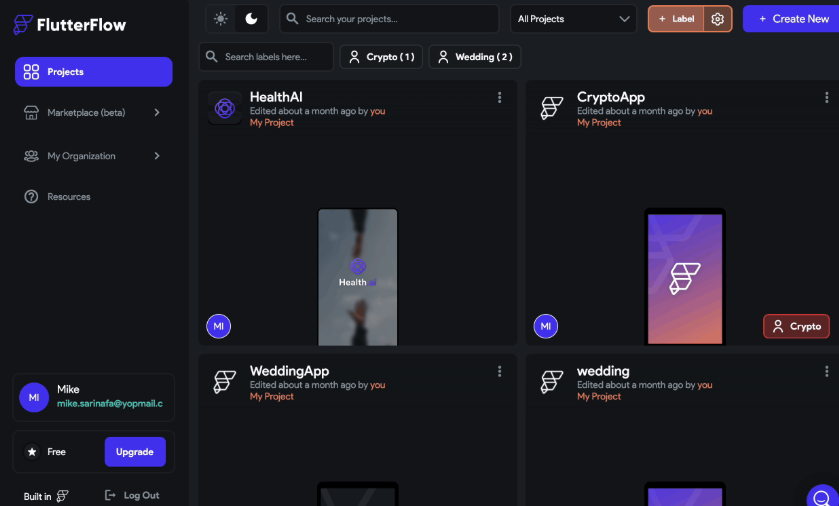 FlutterFlow
Search your projects...
All Projects
+ Label
+ Create New
Projects
Search labels here...
Crypto ( 1 )
Wedding ( 2 )
Marketplace (beta)
My Organization
Resources
HealthAI
Edited about a month ago by you
My Project
Health
MI
CryptoApp
Edited about a month ago by you
My Project
MI
Crypto
WeddingApp
Edited about a month ago by you
My Project
wedding
Edited about a month ago by you
My Project
MI
Mike
mike.sarinafa@yopmail.c
Free
Upgrade
Built in
Log Out